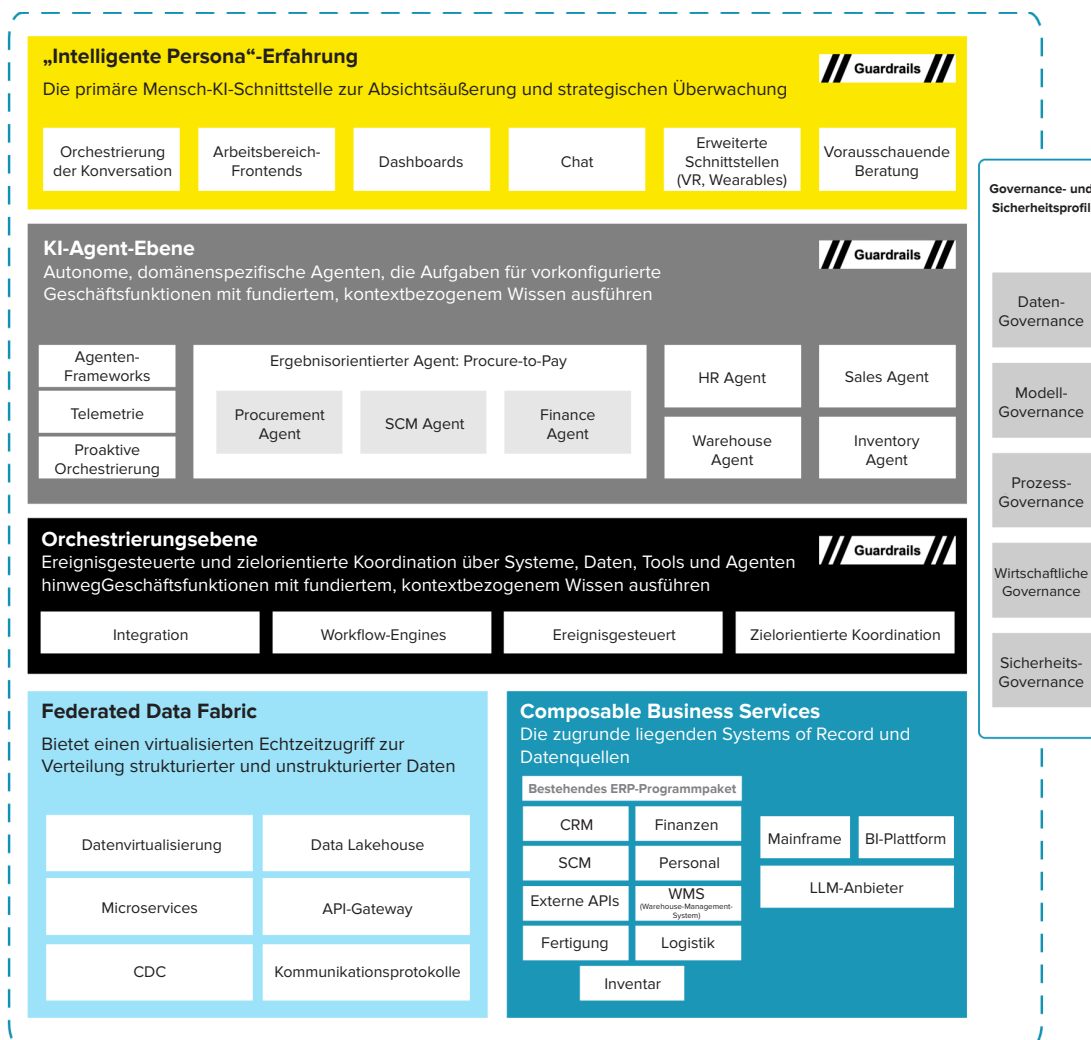 „Intelligente Persona“-Erfahrung
Guardrails
Die primäre Mensch-KI-Schnittstelle zur Absichtsäußerung und strategischen Überwachung
Orchestrierung
der Konversation
Arbeitsbereich-
Frontends
Dashboards
Chat
Erweiterte
Schnittstellen
(VR, Wearables)
Vorausschauende
Beratung
KI-Agent-Ebene
Guardrails
Autonome, domänenspezifische Agenten, die Aufgaben für vorkonfigurierte
Geschäftsfunktionen mit fundiertem, kontextbezogenem Wissen ausführen
Agenten-
Frameworks
Telemetrie
Proaktive
Orchestrierung
Ergebnisorientierter Agent: Procure-to-Pay
Procurement
Agent
SCM Agent
Finance
Agent
HR Agent
Sales Agent
Warehouse
Agent
Inventory
Agent
Orchestrierungsebene
Guardrails
Ereignisgesteuerte und zielorientierte Koordination über Systeme, Daten, Tools und Agenten
hinwegGeschäftsfunktionen mit fundiertem, kontextbezogenem Wissen ausführen
Integration
Workflow-Engines
Ereignisgesteuert
Zielorientierte Koordination
Federated Data Fabric
Bietet einen virtualisierten Echtzeitzugriff zur
Verteilung strukturierter und unstrukturierter Daten
Datenvirtualisierung
Data Lakehouse
Microservices
API-Gateway
CDC
Kommunikationsprotokolle
Composable Business Services
Die zugrunde liegenden Systems of Record und
Datenquellen
Bestehendes ERP-Programmpaket
CRM
Finanzen
SCM
Personal
Externe APIs
WMS
(Warehouse-Management-
System)
Fertigung
Logistik
Inventar
Mainframe
BI-Plattform
LLM-Anbieter
Governance- und
Sicherheitsprofil
Daten-
Governance
Modell-
Governance
Prozess-
Governance
Wirtschaftliche
Governance
Sicherheits-
Governance